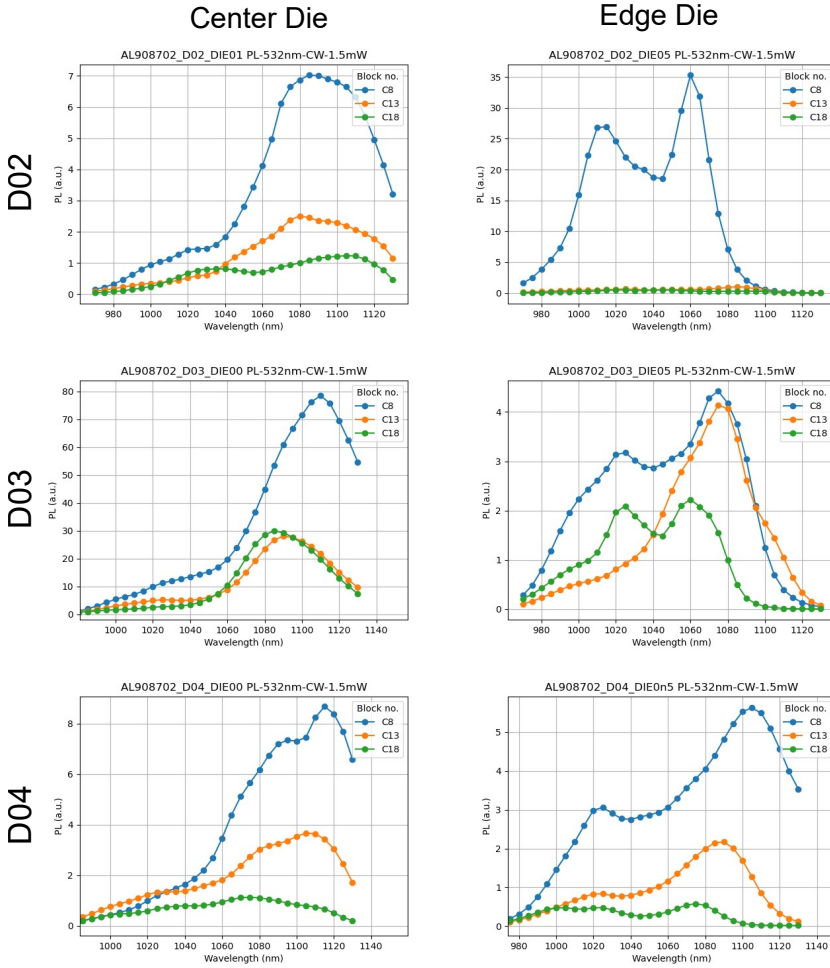 Center Die
Edge Die
D02
AL908702_D02_DIE01 PL-532nm-CW-1.5mW
PL (a.u.)
7
6
5
4
3
2
1
0
980 1000 1020 1040 1060 1080 1100 1120
Wavelength (nm)
Block no.
C8
C13
C18
AL908702_D02_DIE05 PL-532nm-CW-1.5mW
PL (a.u.)
35
30
25
20
15
10
5
0
980 1000 1020 1040 1060 1080 1100 1120
Wavelength (nm)
Block no.
C8
C13
C18
D03
AL908702_D03_DIE00 PL-532nm-CW-1.5mW
PL (a.u.)
80
70
60
50
40
30
20
10
0
1000 1020 1040 1060 1080 1100 1120 1140
Wavelength (nm)
Block no.
C8
C13
C18
AL908702_D03_DIE05 PL-532nm-CW-1.5mW
PL (a.u.)
4
3
2
1
0
980 1000 1020 1040 1060 1080 1100 1120
Wavelength (nm)
Block no.
C8
C13
C18
D04
AL908702_D04_DIE00 PL-532nm-CW-1.5mW
PL (a.u.)
8
6
4
2
0
1000 1020 1040 1060 1080 1100 1120 1140
Wavelength (nm)
Block no.
C8
C13
C18
AL908702_D04_DIE0n5 PL-532nm-CW-1.5mW
PL (a.u.)
5
4
3
2
1
0
980 1000 1020 1040 1060 1080 1100 1120 1140
Wavelength (nm)
Block no.
C8
C13
C18